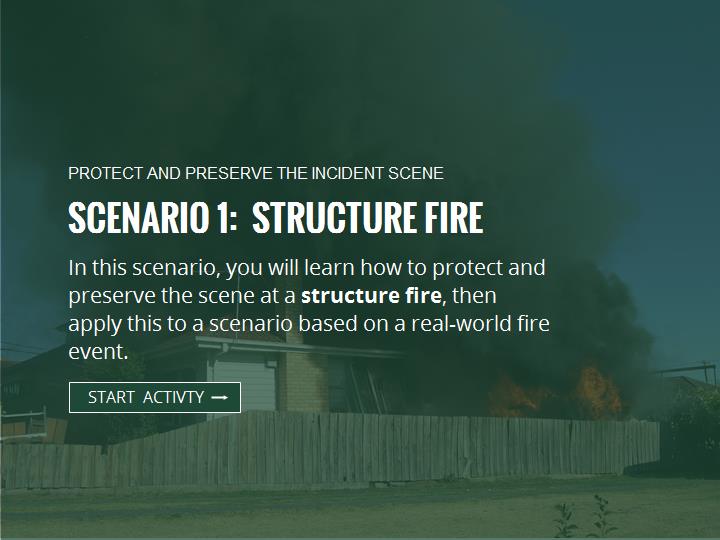 PROTECT AND PRESERVE THE INCIDENT SCENE
SCENARIO 1: STRUCTURE FIRE
In this scenario, you will learn how to protect and
preserve the scene at a structure fire, then
apply this to a scenario based on a real-world fire
event.
START ACTIVTY